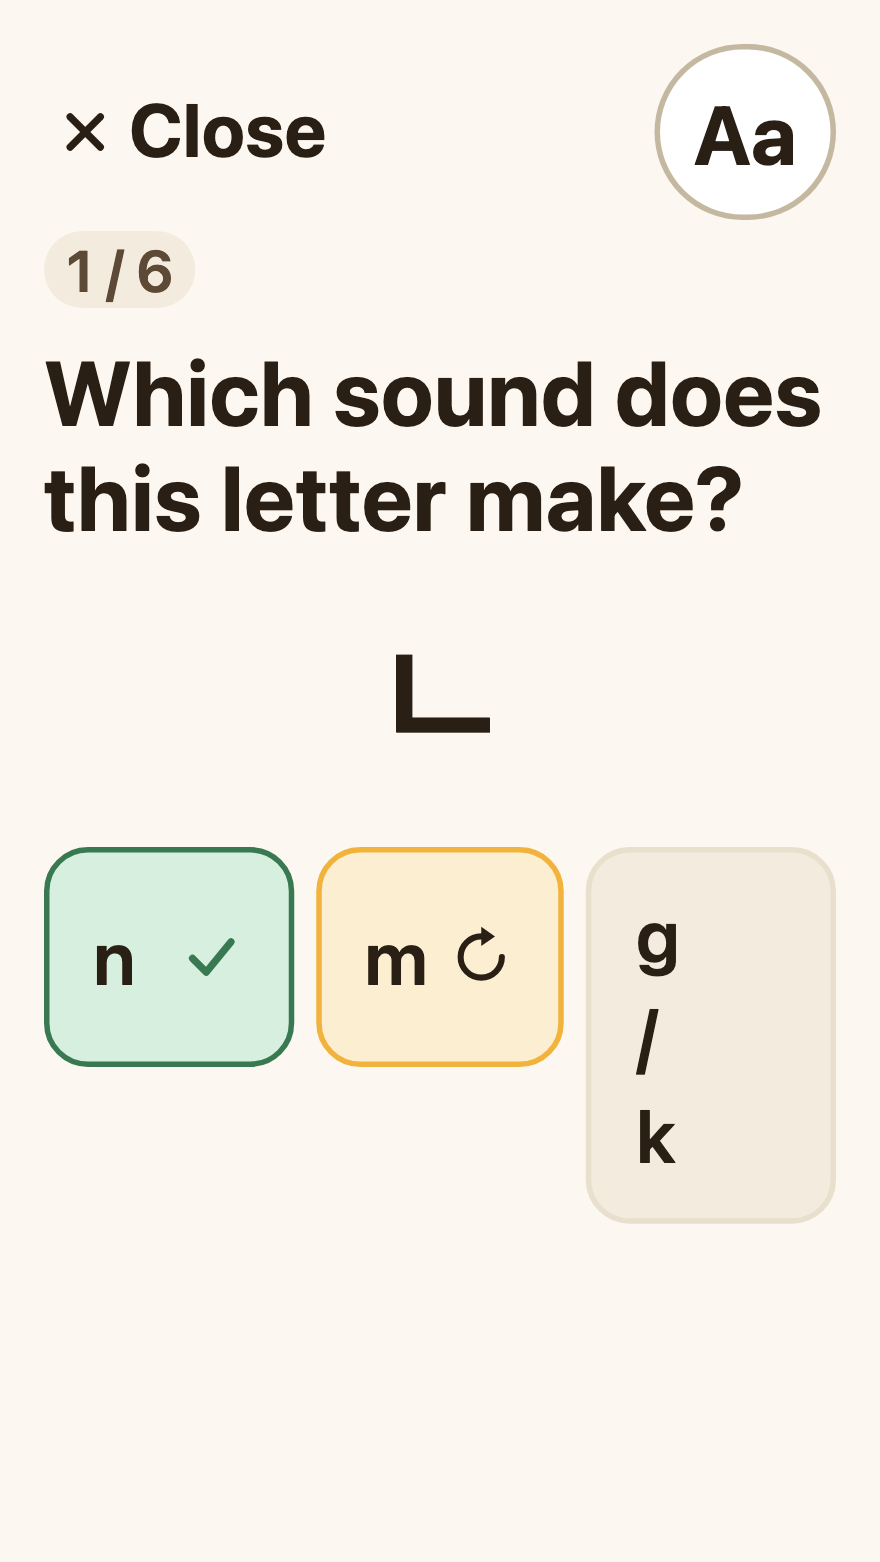 Close
Aa
1 / 6
Which sound does
this letter make?
ㄴ
n
m
g
/
k